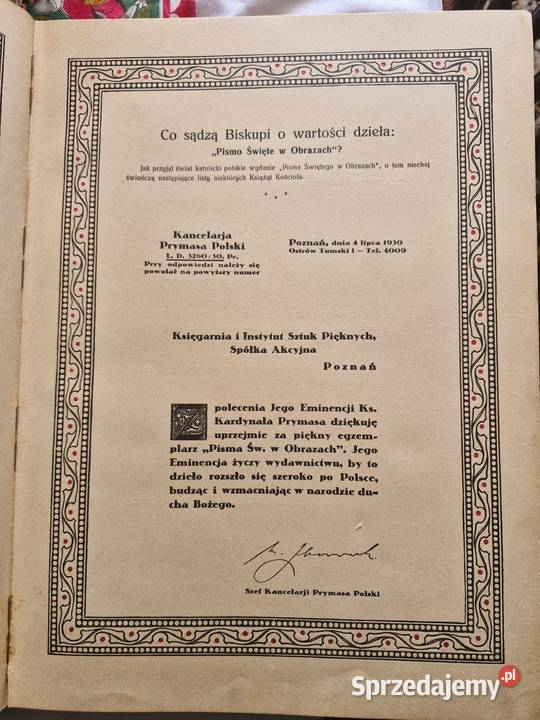 Co sądzą Biskupi o wartości dzieła:
„Pismo Święte w Obrazach”?
Jak przyjął świat katolicki polskie wydanie „Pisma Świętego w Obrazach”, o tem niechaj
świadczą następujące listy niektórych Książąt Kościoła.
Kancelarja
Prymasa Polski
L. D. 3260/30, Pr.
Przy odpowiedzi należy się
powołać na powyższy numer
Poznań, dnia 4 lipca 1930
Ostrów Tumski 1 — Tel. 4009
Księgarnia i Instytut Sztuk Pięknych,
Spółka Akcyjna
Poznań
Z polecenia Jego Eminencji Ks.
Kardynała Prymasa dziękuję
uprzejmie za piękny egzem-
plarz „Pisma Św. w Obrazach”. Jego
Eminencja życzy wydawnictwu, by to
dzieło rozszło się szeroko po Polsce,
budząc i wzmacniając w narodzie du-
cha Bożego.
Szef Kancelarji Prymasa Polski
Sprzedajemy.pl